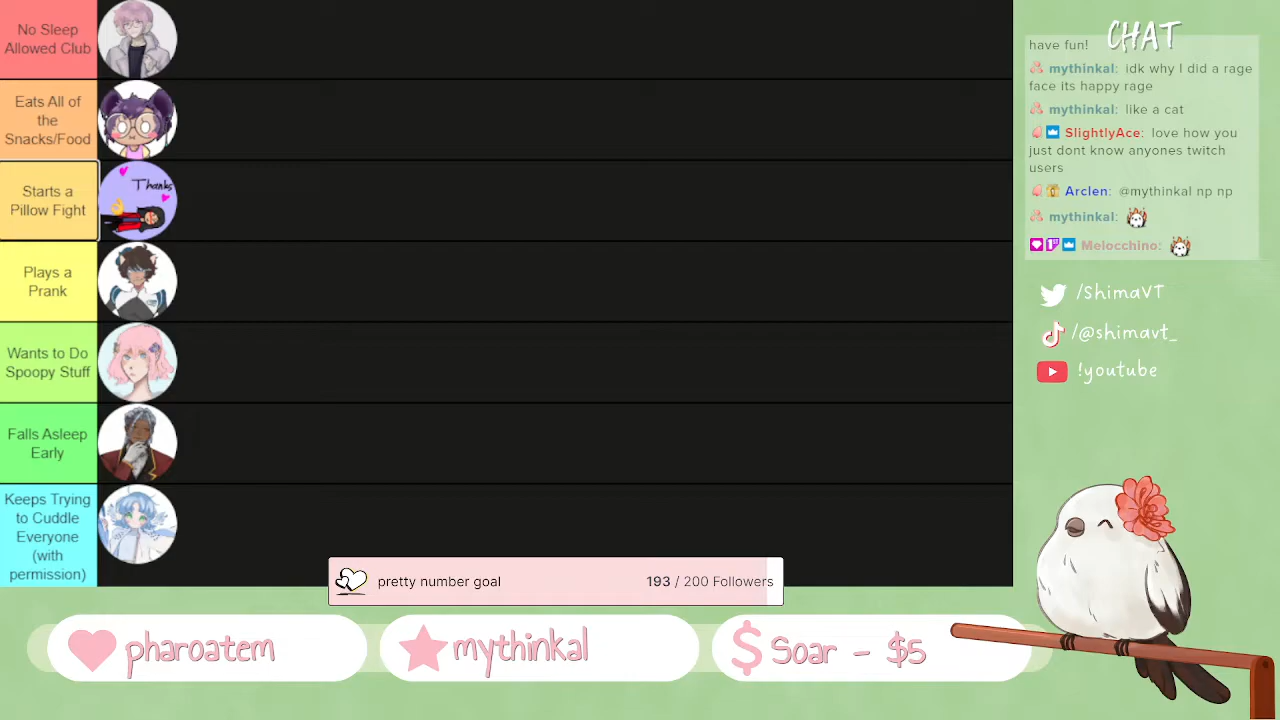 No Sleep
Allowed Club
Eats All of
the
Snacks/Food
Starts a
Pillow Fight
Thanks
Plays a
Prank
Wants to Do
Spoopy Stuff
Falls Asleep
Early
Keeps Trying
to Cuddle
Everyone
(with
permission)
CHAT
have fun!
mythinkal: idk why I did a rage
face its happy rage
mythinkal: like a cat
SlightlyAce: love how you
just dont know anyones twitch
users
Arclen: @mythinkal np np
mythinkal:
Melocchino:
/ShimaVT
/@shimavt_
!youtube
pretty number goal
193 / 200 Followers
pharoatem
mythinkal
Soar - $5